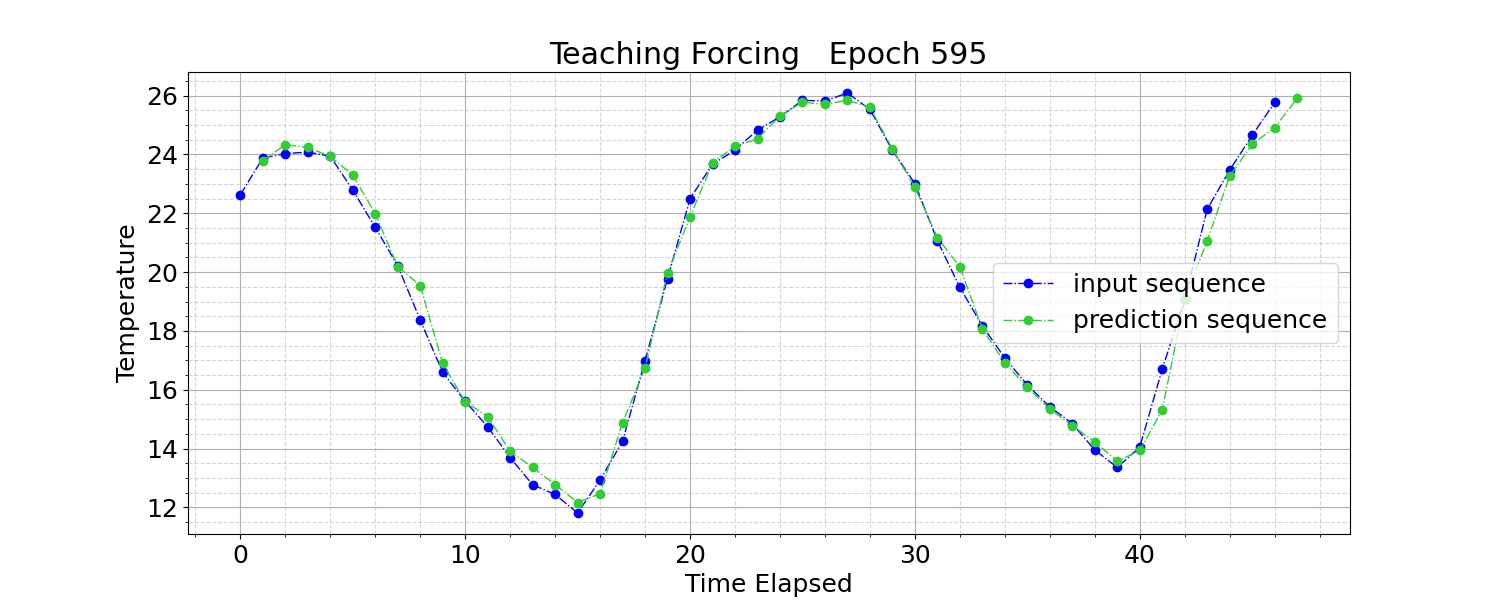 Teaching Forcing   Epoch 595
26
24
22
20
18
16
14
12
Temperature
input sequence
prediction sequence
0 10 20 30 40
Time Elapsed